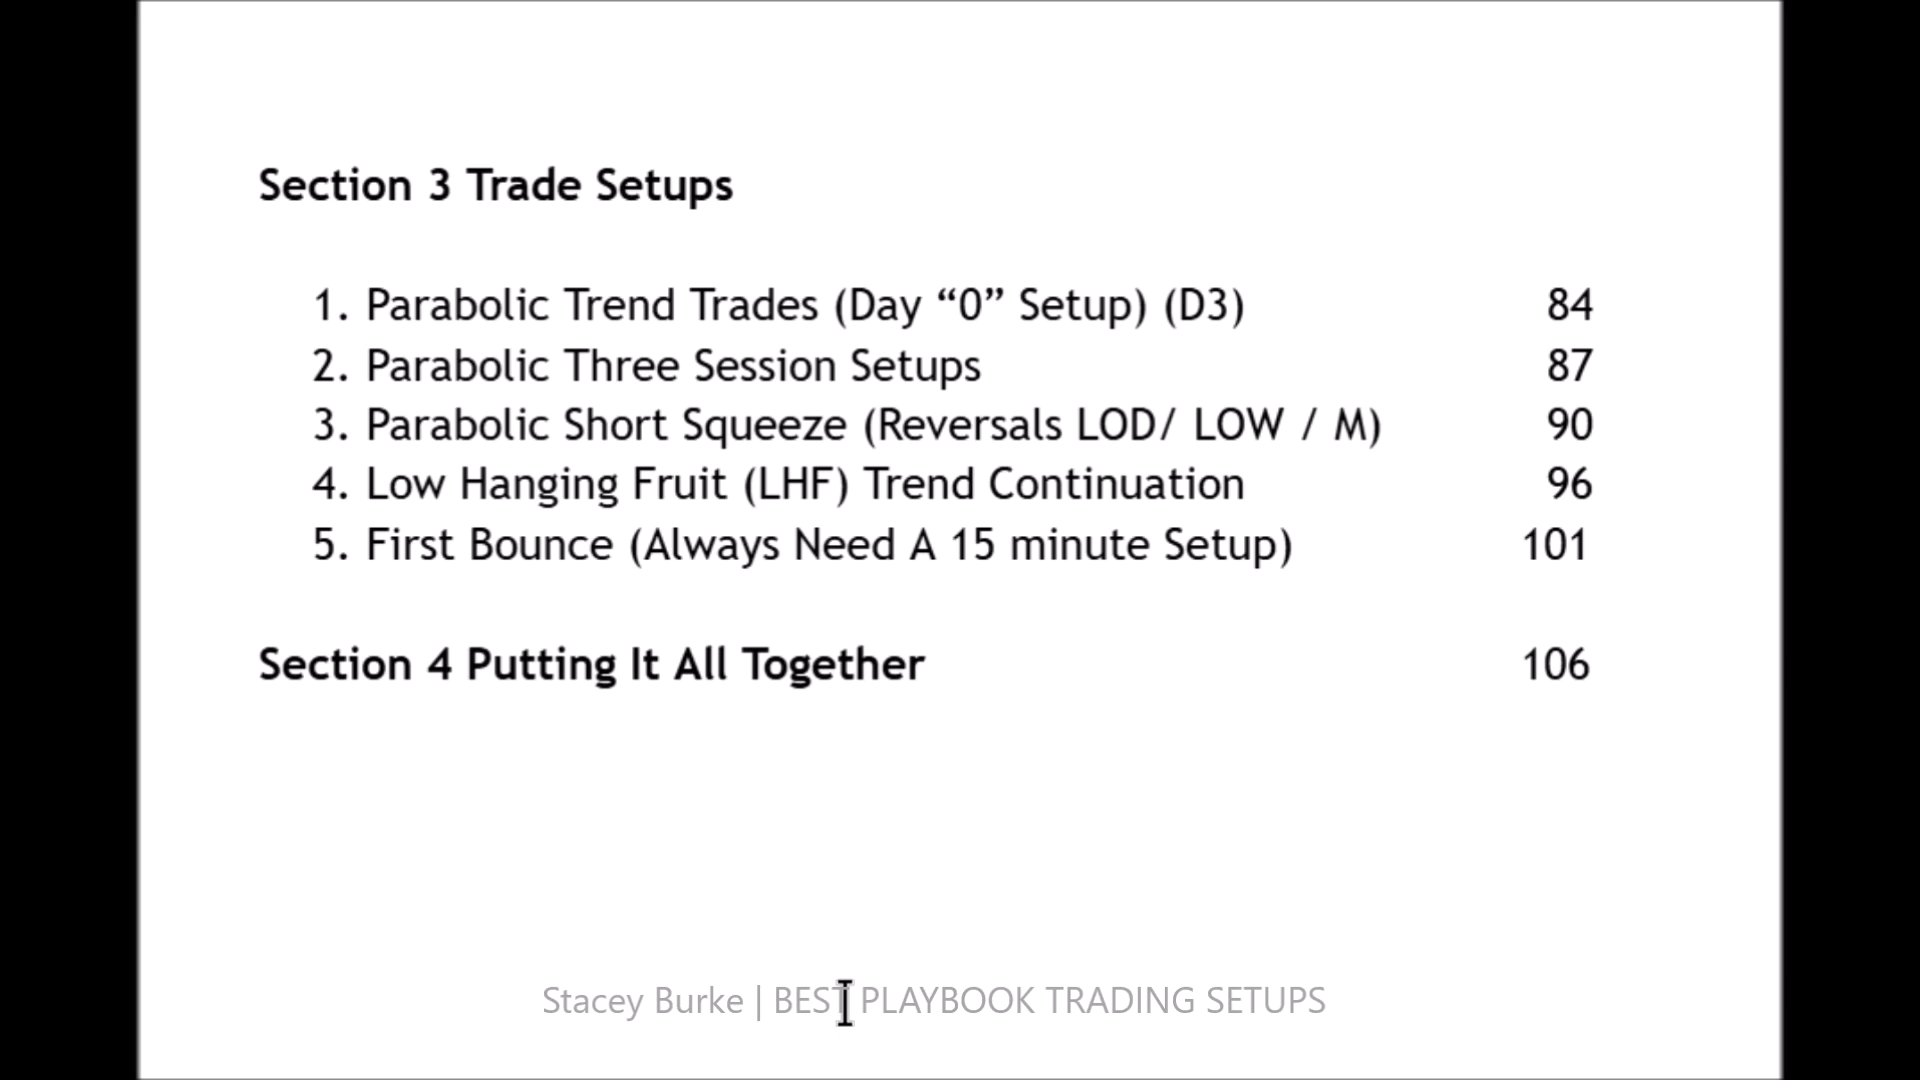 Section 3 Trade Setups
1. Parabolic Trend Trades (Day “0” Setup) (D3) 84
2. Parabolic Three Session Setups 87
3. Parabolic Short Squeeze (Reversals LOD/ LOW / M) 90
4. Low Hanging Fruit (LHF) Trend Continuation 96
5. First Bounce (Always Need A 15 minute Setup) 101
Section 4 Putting It All Together 106
Stacey Burke | BEST PLAYBOOK TRADING SETUPS